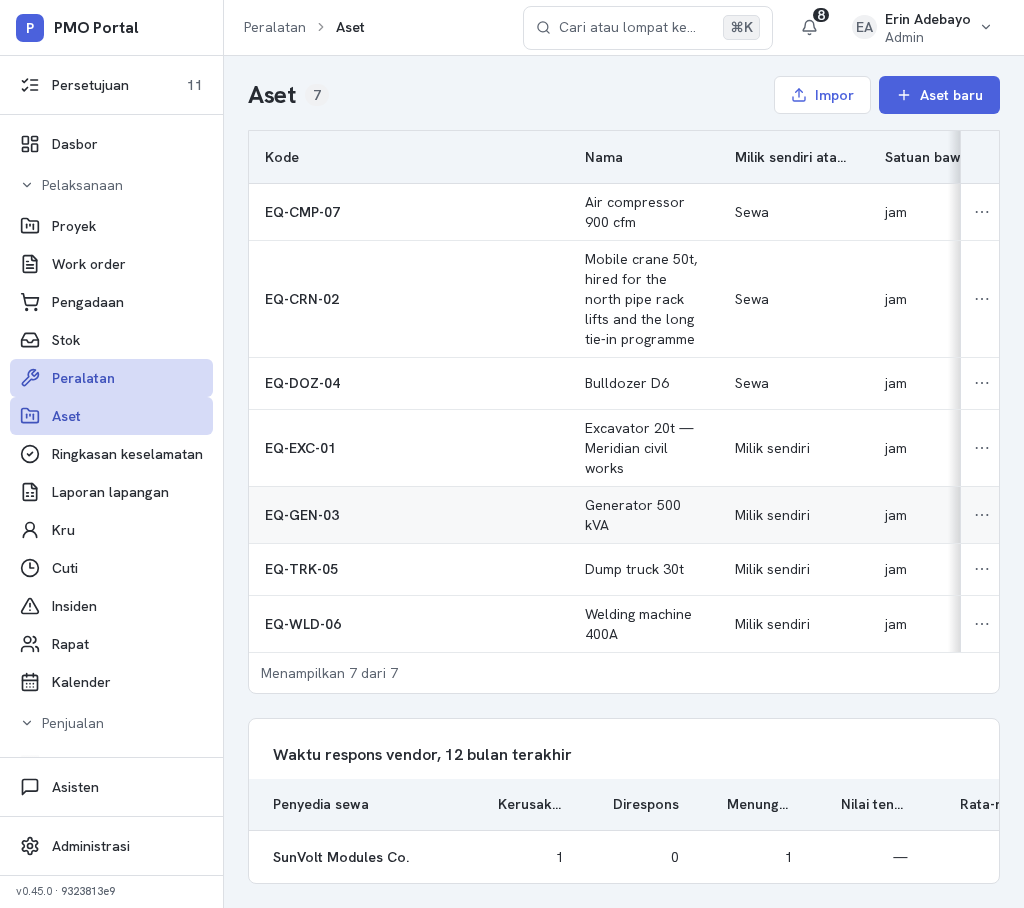 P PMO Portal
Peralatan
Aset
Cari atau lompat ke...
⌘K
8
EA
Erin Adebayo
Admin
Persetujuan 11
Dasbor
Pelaksanaan
Proyek
Work order
Pengadaan
Stok
Peralatan
Aset
Ringkasan keselamatan
Laporan lapangan
Kru
Cuti
Insiden
Rapat
Kalender
Penjualan
Asisten
Administrasi
v0.45.0 · 9323813e9
Aset 7
Impor
Aset baru
Kode Nama Milik sendiri ata... Satuan baw
EQ-CMP-07 Air compressor 900 cfm Sewa jam ...
EQ-CRN-02 Mobile crane 50t, hired for the north pipe rack lifts and the long tie-in programme Sewa jam ...
EQ-DOZ-04 Bulldozer D6 Sewa jam ...
EQ-EXC-01 Excavator 20t — Meridian civil works Milik sendiri jam ...
EQ-GEN-03 Generator 500 kVA Milik sendiri jam ...
EQ-TRK-05 Dump truck 30t Milik sendiri jam ...
EQ-WLD-06 Welding machine 400A Milik sendiri jam ...
Menampilkan 7 dari 7
Waktu respons vendor, 12 bulan terakhir
Penyedia sewa Kerusak... Direspons Menung... Nilai ten... Rata-r
SunVolt Modules Co. 1 0 1 —